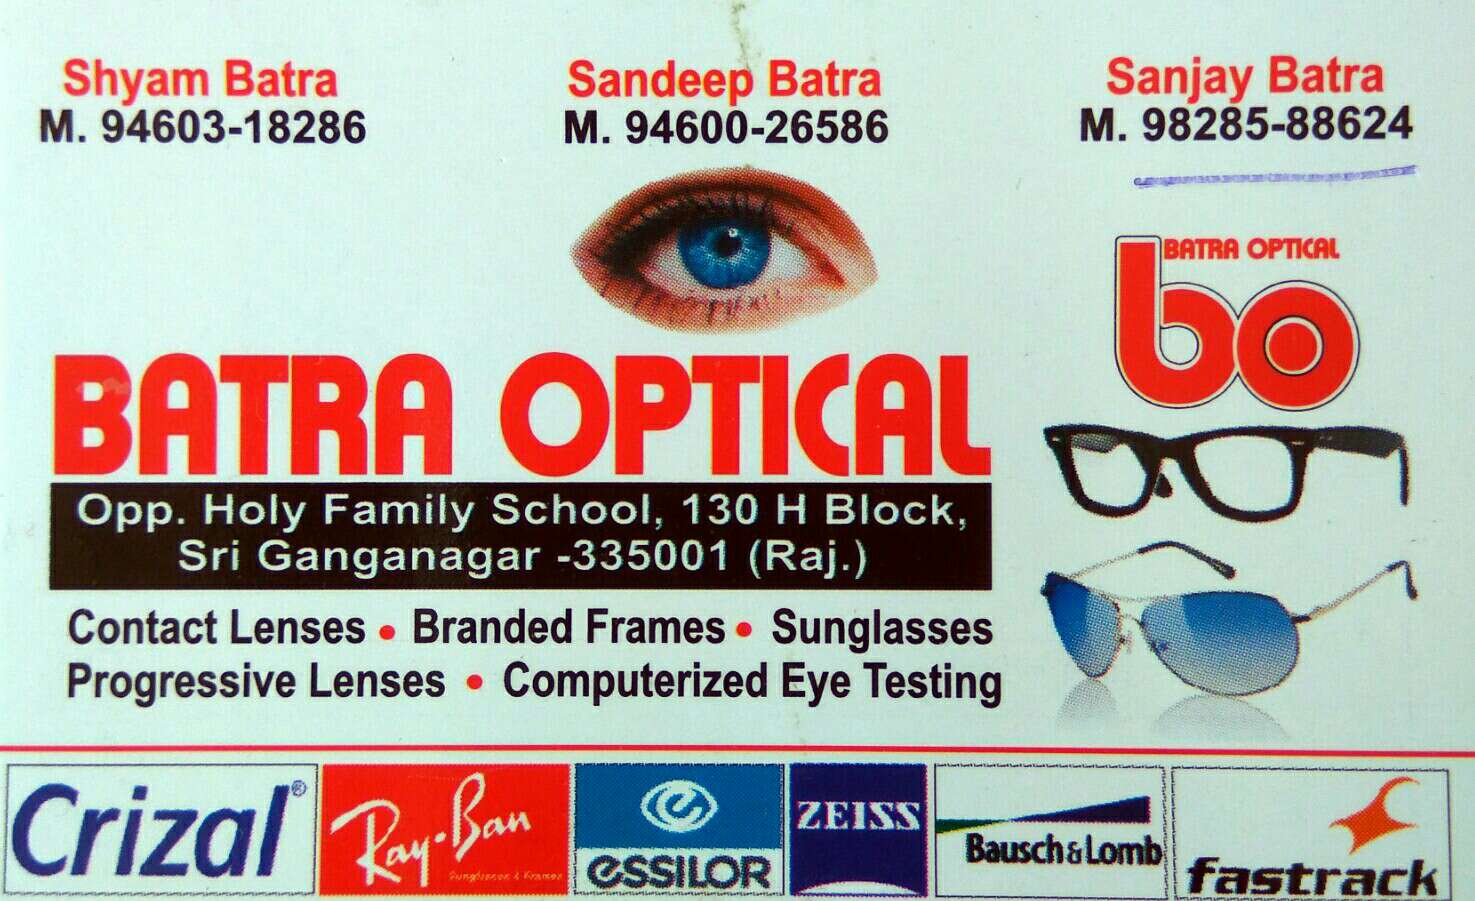 Shyam Batra
M. 94603-18286
Sandeep Batra
M. 94600-26586
Sanjay Batra
M. 98285-88624
BATRA OPTICAL
bo
BATRA OPTICAL
Opp. Holy Family School, 130 H Block,
Sri Ganganagar -335001 (Raj.)
Contact Lenses • Branded Frames • Sunglasses
Progressive Lenses • Computerized Eye Testing
Crizal®
Ray-Ban
Sunglasses & Frames
essilor
ZEISS
Bausch & Lomb
fastrack